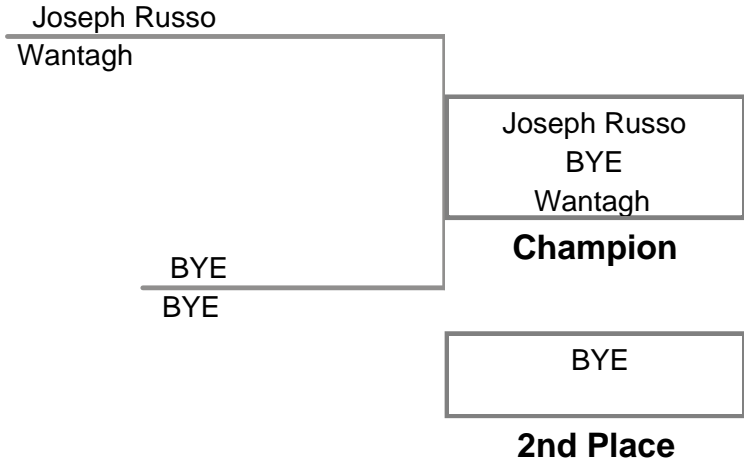 Joseph Russo
Wantagh
Joseph Russo
BYE
Wantagh
Champion
BYE
BYE
BYE
2nd Place